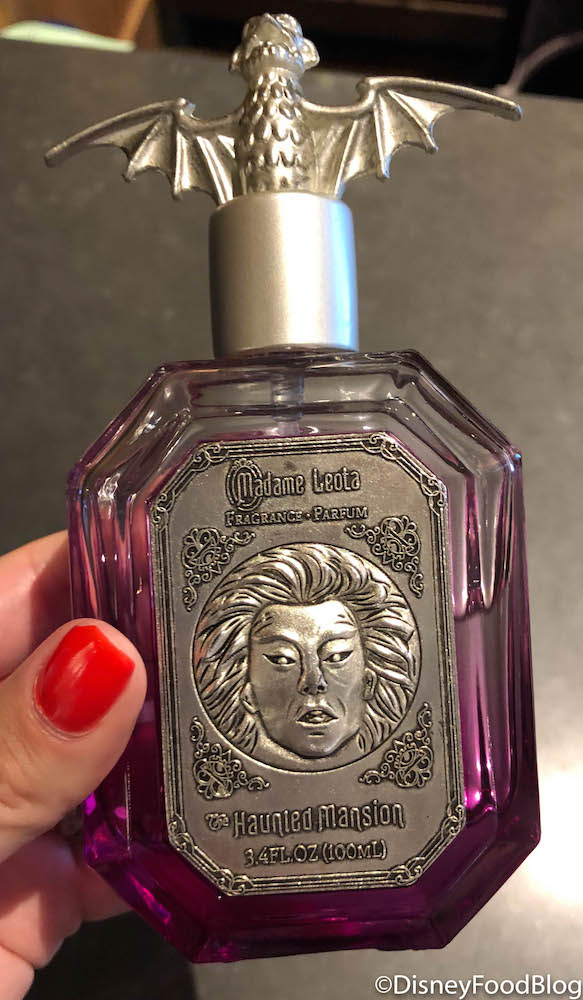 Madame Leota
FRAGRANCE • PARFUM
The Haunted Mansion
3.4FL.OZ (100ML)
©DisneyFoodBlog